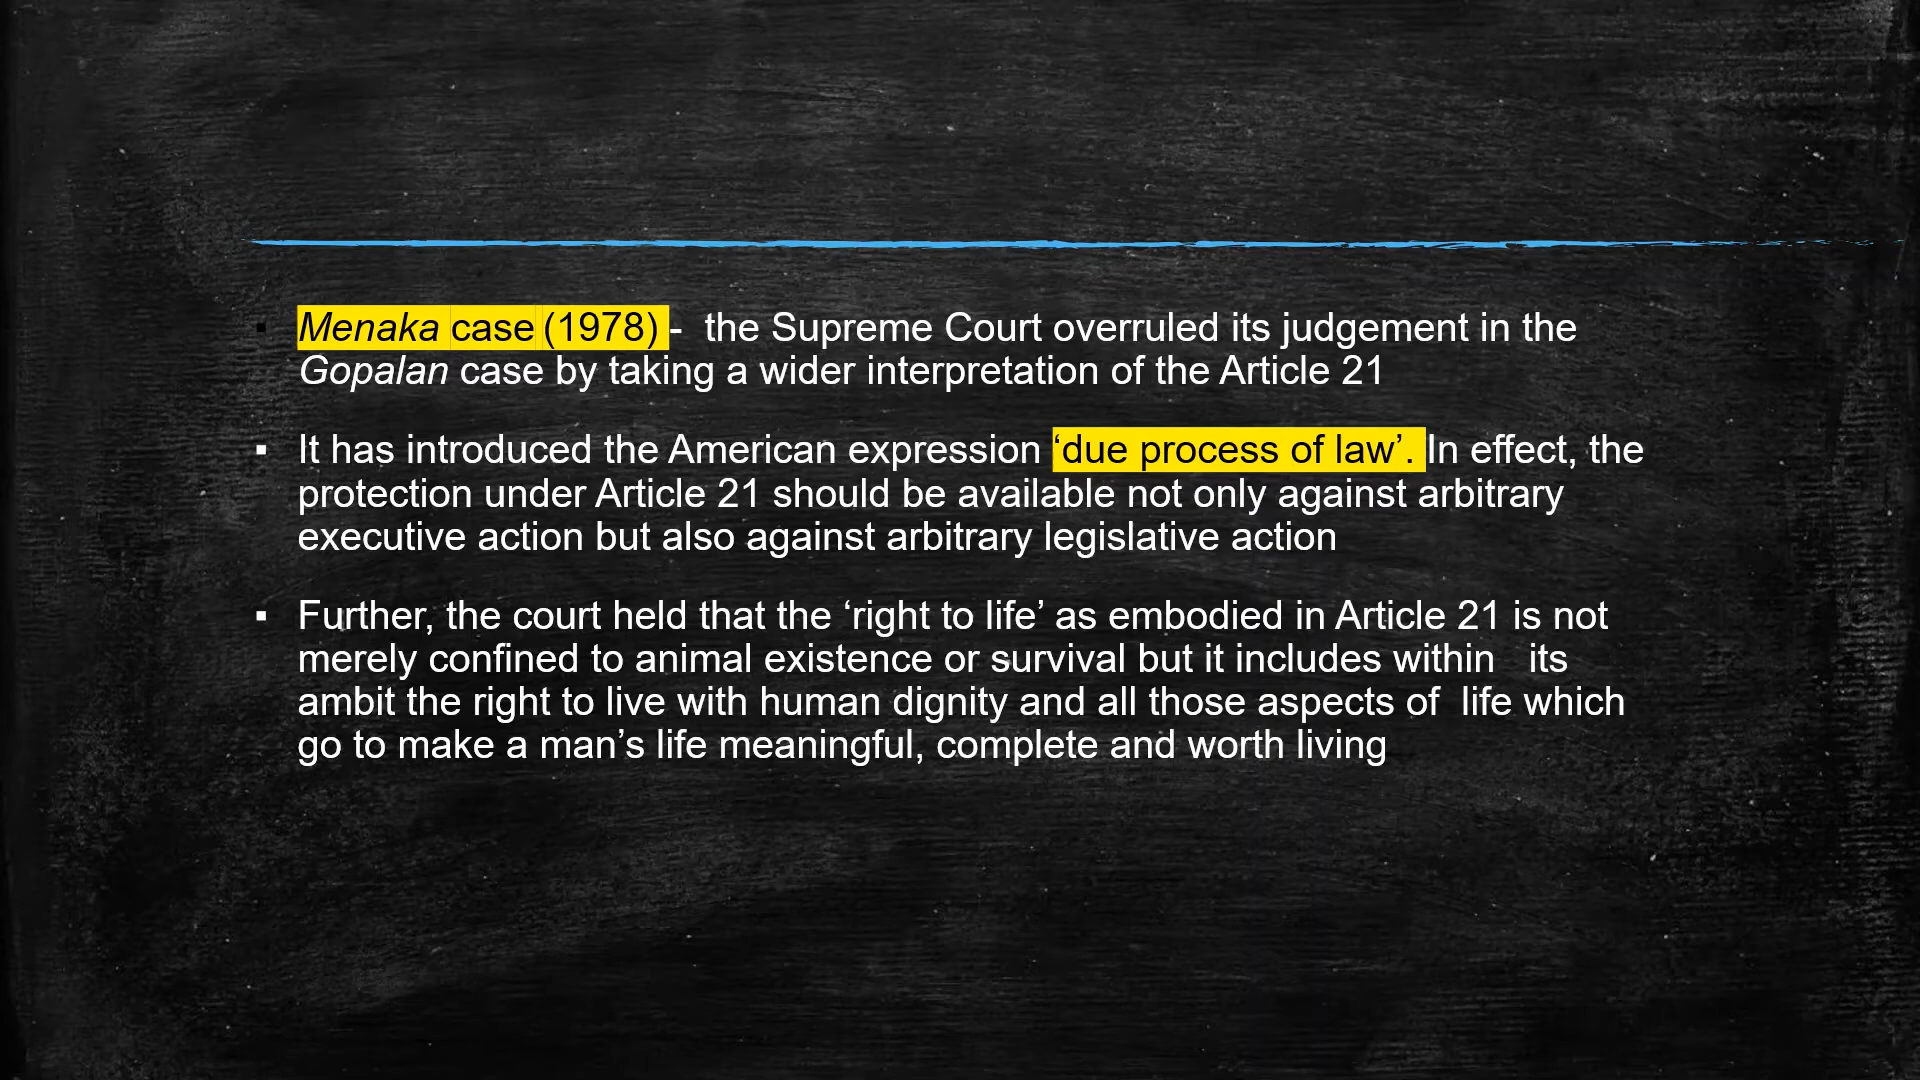 ▪ Menaka case (1978) -  the Supreme Court overruled its judgement in the
Gopalan case by taking a wider interpretation of the Article 21
▪ It has introduced the American expression ‘due process of law’. In effect, the
protection under Article 21 should be available not only against arbitrary
executive action but also against arbitrary legislative action
▪ Further, the court held that the ‘right to life’ as embodied in Article 21 is not
merely confined to animal existence or survival but it includes within   its
ambit the right to live with human dignity and all those aspects of  life which
go to make a man’s life meaningful, complete and worth living